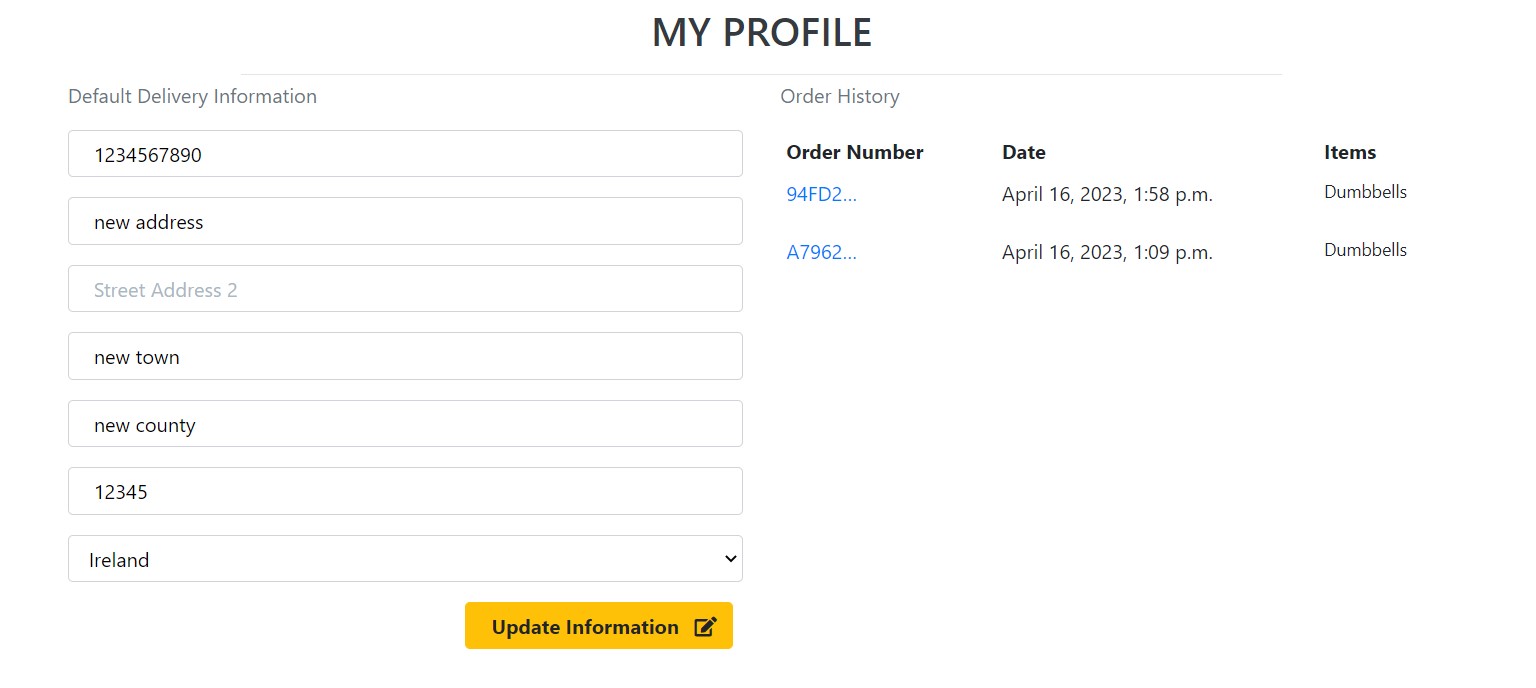 MY PROFILE
Default Delivery Information
1234567890
new address
Street Address 2
new town
new county
12345
Ireland
Update Information
Order History
Order Number Date Items
94FD2... April 16, 2023, 1:58 p.m. Dumbbells
A7962... April 16, 2023, 1:09 p.m. Dumbbells